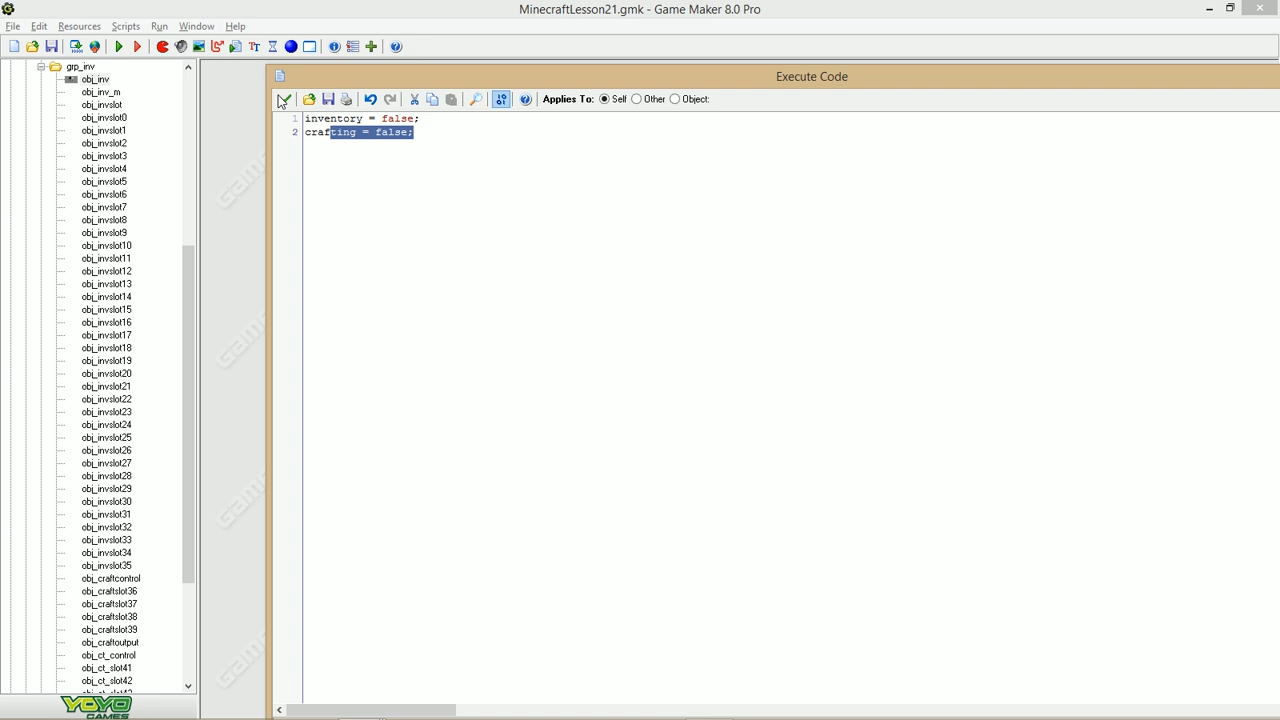 MinecraftLesson21.gmk - Game Maker 8.0 Pro
File Edit Resources Scripts Run Window Help
grp_inv
Execute Code
obj_inv
obj_inv_m
Applies To: Self Other Object:
obj_invslot
obj_invslot0
1 inventory = false;
obj_invslot1
2 crafting = false;
obj_invslot2
obj_invslot3
obj_invslot4
obj_invslot5
obj_invslot6
obj_invslot7
obj_invslot8
obj_invslot9
obj_invslot10
obj_invslot11
obj_invslot12
obj_invslot13
obj_invslot14
obj_invslot15
obj_invslot16
obj_invslot17
obj_invslot18
obj_invslot19
obj_invslot20
obj_invslot21
obj_invslot22
obj_invslot23
obj_invslot24
obj_invslot25
obj_invslot26
obj_invslot27
obj_invslot28
obj_invslot29
obj_invslot30
obj_invslot31
obj_invslot32
obj_invslot33
obj_invslot34
obj_invslot35
obj_craftcontrol
obj_craftslot36
obj_craftslot37
obj_craftslot38
obj_craftslot39
obj_craftoutput
obj_ct_control
obj_ct_slot41
obj_ct_slot42
YOYO
GAMES